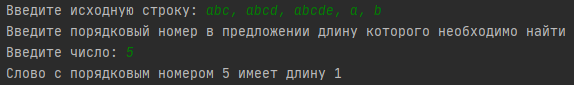 Введите исходную строку: abc, abcd, abcde, a, b
Введите порядковый номер в предложении длину которого необходимо найти
Введите число: 5
Слово с порядковым номером 5 имеет длину 1